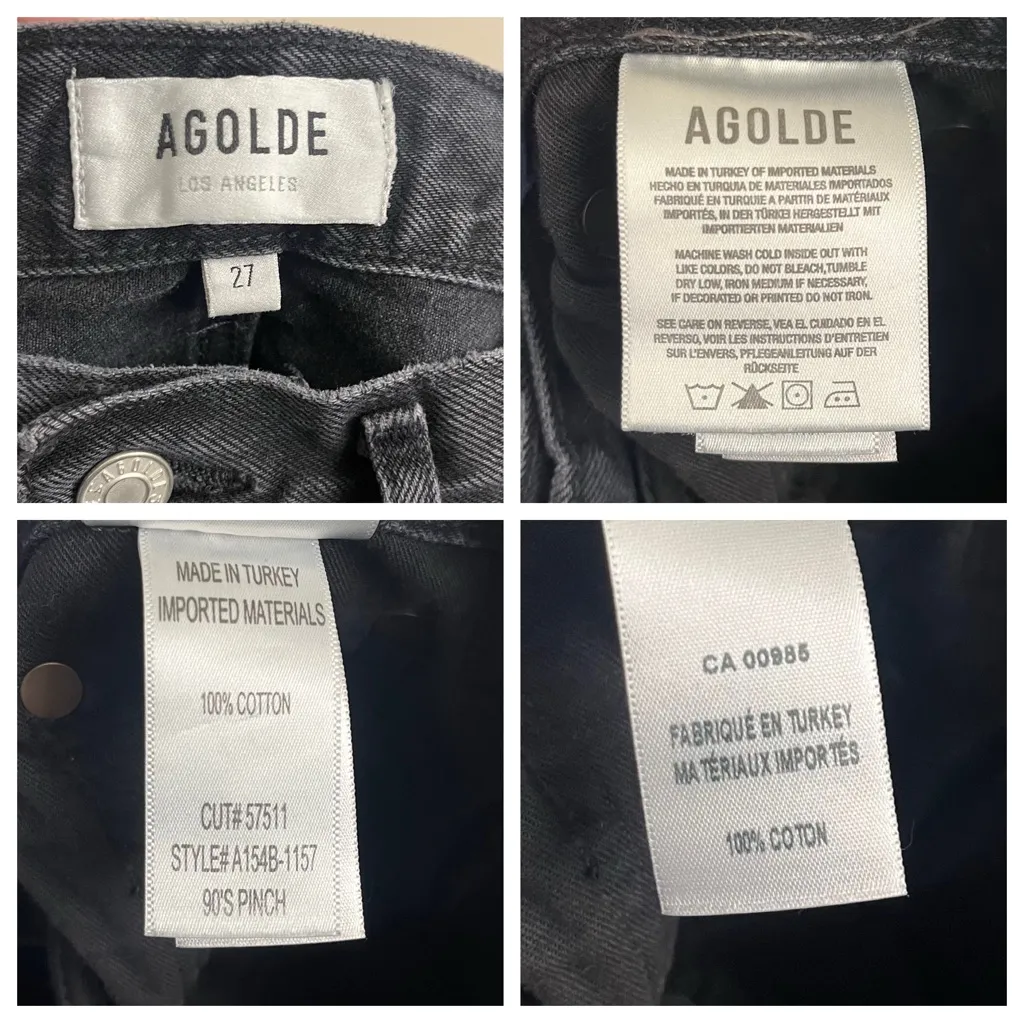 AGOLDE
LOS ANGELES
27
AGOLDE
MADE IN TURKEY OF IMPORTED MATERIALS
HECHO EN TURQUIA DE MATERIALES IMPORTADOS
FABRIQUÉ EN TURQUIE A PARTIR DE MATÉRIAUX
IMPORTÉS, IN DER TÜRKEI HERGESTELLT MIT
IMPORTIERTEN MATERIALIEN
MACHINE WASH COLD INSIDE OUT WITH
LIKE COLORS, DO NOT BLEACH,TUMBLE
DRY LOW, IRON MEDIUM IF NECESSARY,
IF DECORATED OR PRINTED DO NOT IRON.
SEE CARE ON REVERSE, VEA EL CUIDADO EN EL
REVERSO, VOIR LES INSTRUCTIONS D'ENTRETIEN
SUR L'ENVERS, PFLEGEANLEITUNG AUF DER
RÜCKSEITE
MADE IN TURKEY
IMPORTED MATERIALS
100% COTTON
CUT# 57511
STYLE# A154B-1157
90'S PINCH
CA 00985
FABRIQUÉ EN TURKEY
MATÉRIAUX IMPORTÉS
100% COTON